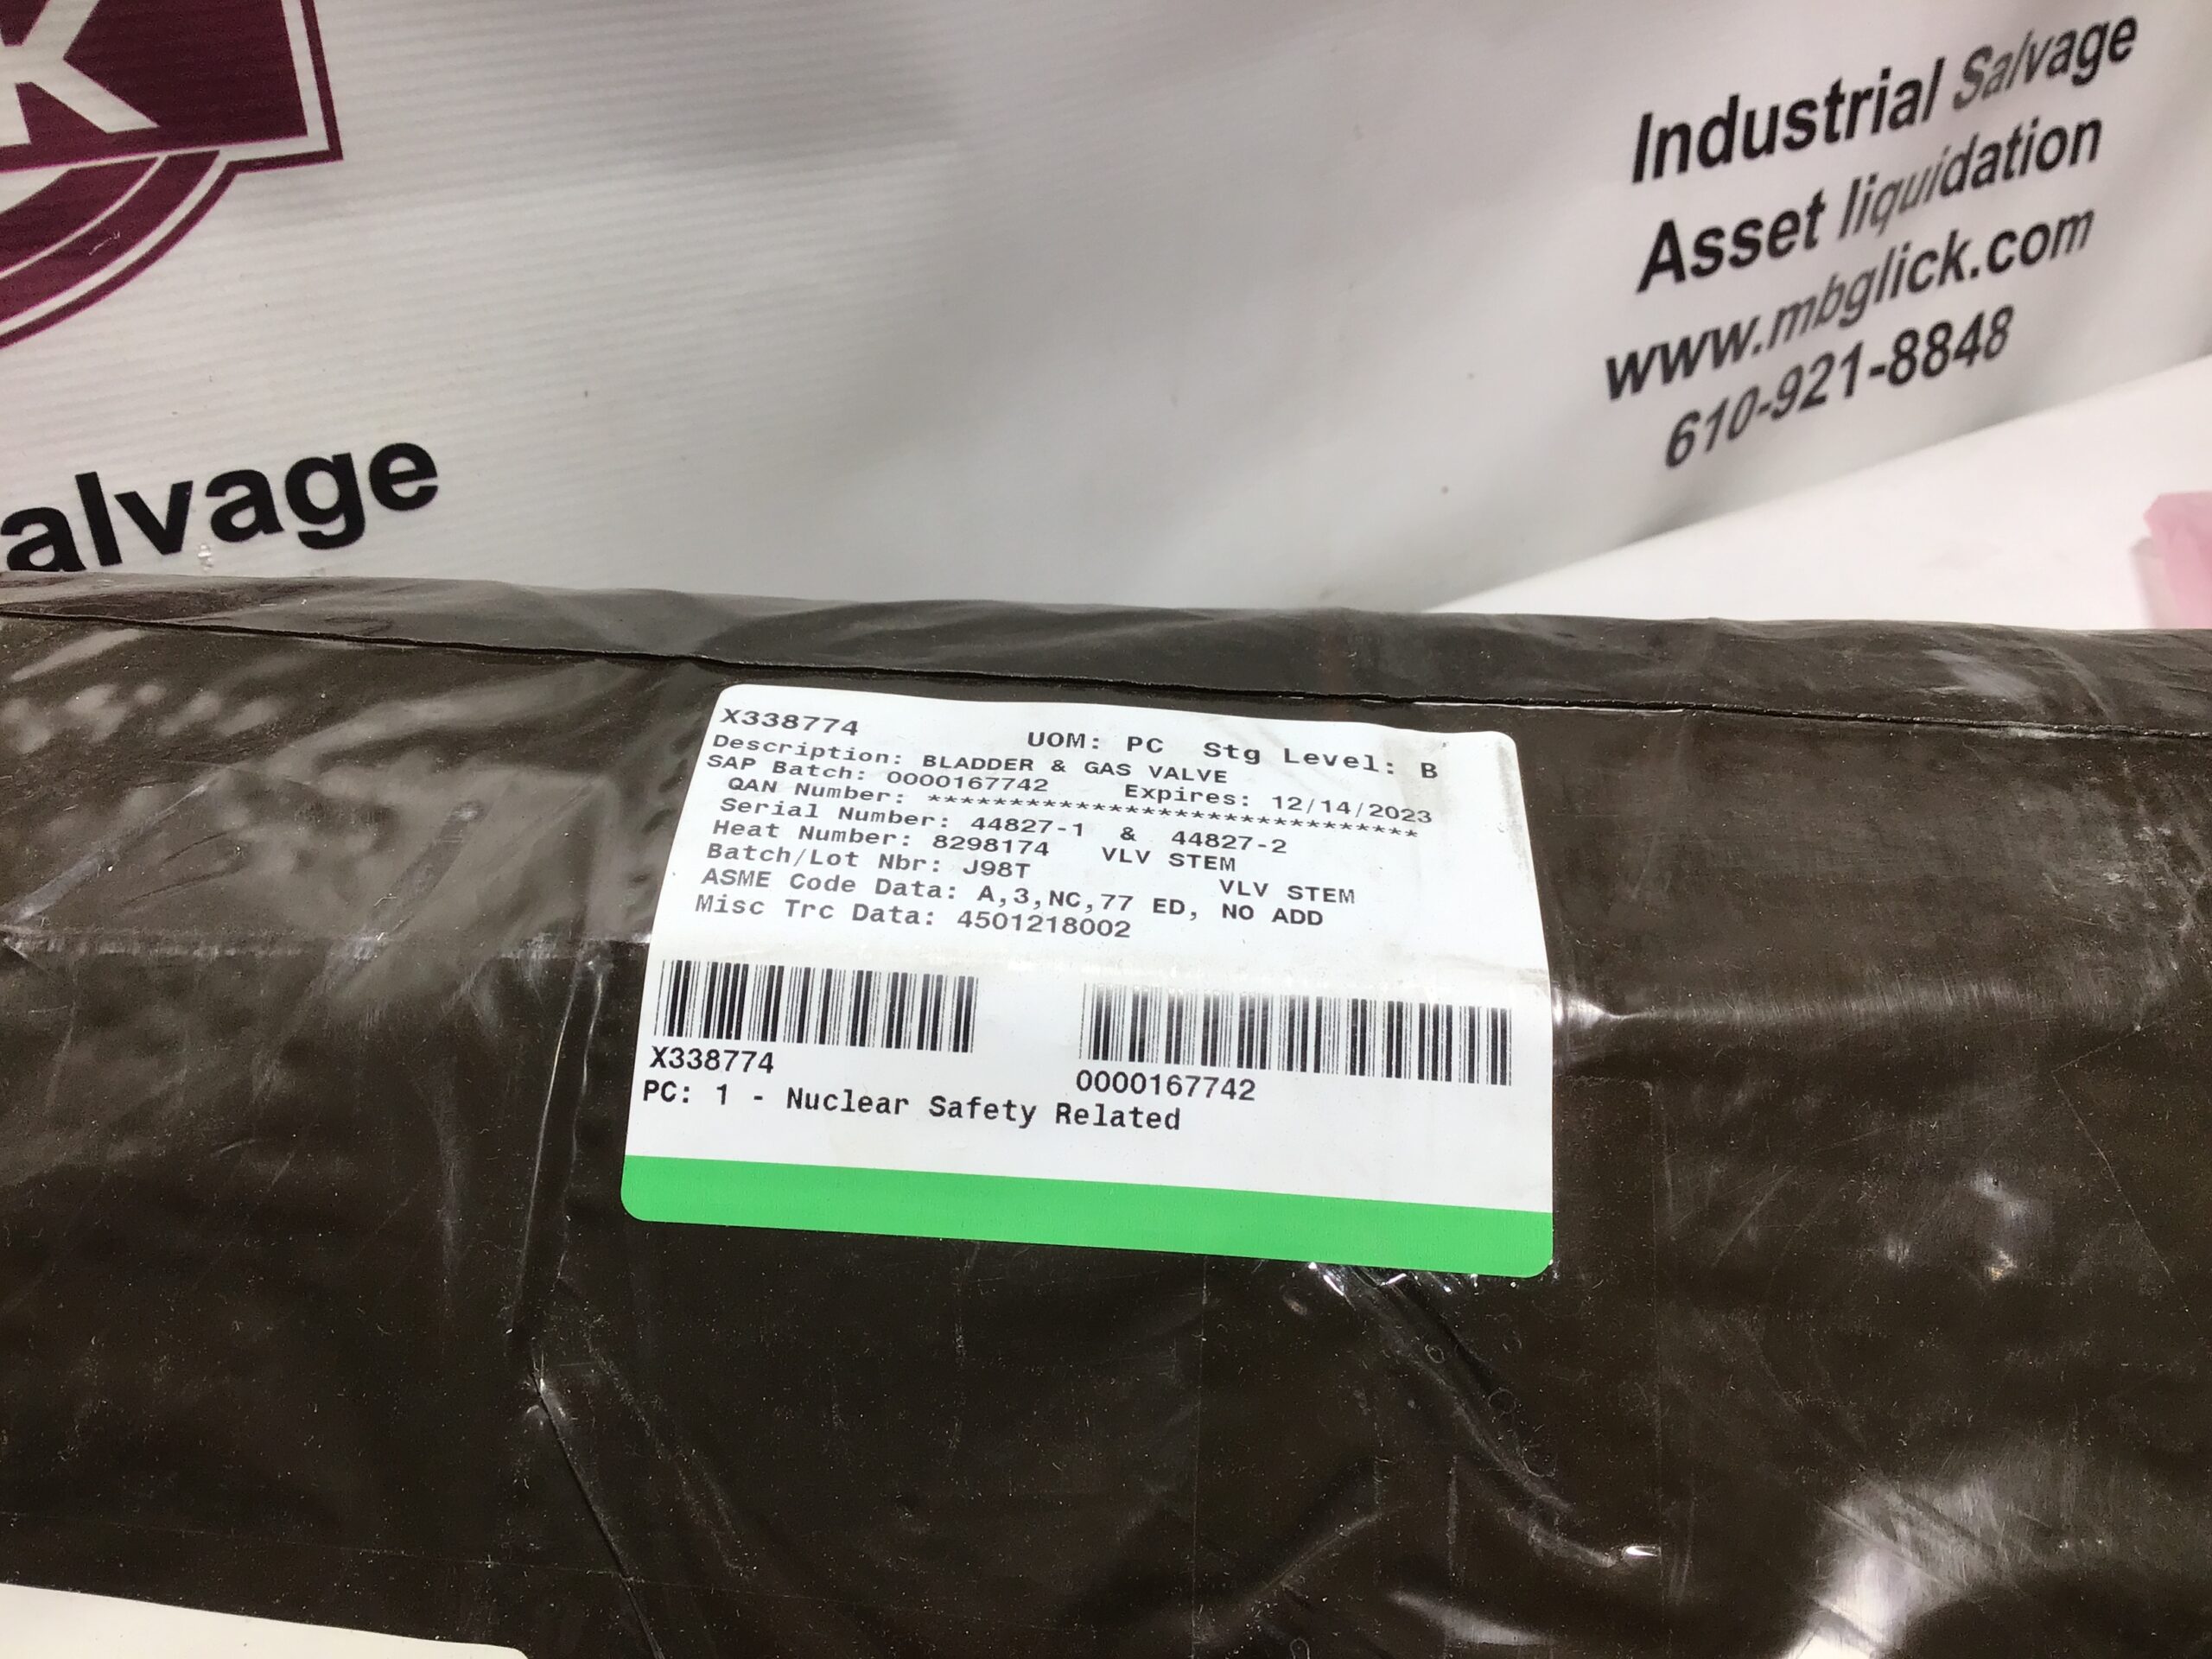 K
alvage
Industrial Salvage
Asset liquidation
www.mbglick.com
610-921-8848
X338774 UOM: PC Stg Level: B
Description: BLADDER & GAS VALVE
SAP Batch: 0000167742 Expires: 12/14/2023
QAN Number: ******************************
Serial Number: 44827-1 & 44827-2
Heat Number: 8298174 VLV STEM
Batch/Lot Nbr: J98T VLV STEM
ASME Code Data: A,3,NC,77 ED, NO ADD
Misc Trc Data: 4501218002
X338774 0000167742
PC: 1 - Nuclear Safety Related